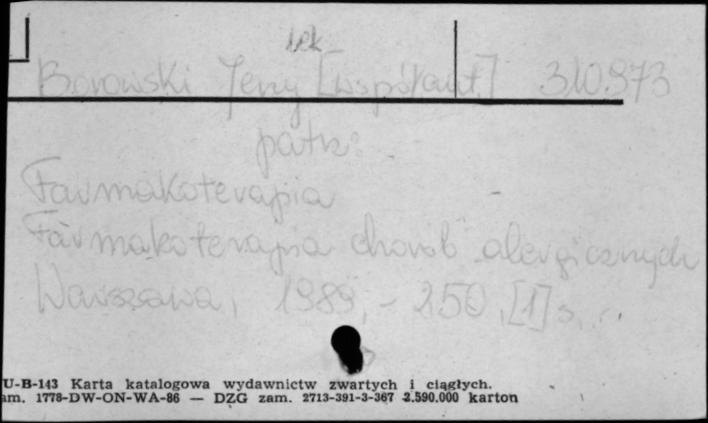 lek
Borowski Jerzy [współaut.] 310.973
patrz:
Farmakoterapia
Farmakoterapia chorób alergicznych
Warszawa, 1989, - 250, [1] s.
U-B-143 Karta katalogowa wydawnictw zwartych i ciągłych.
am. 1778-DW-ON-WA-86 — DZG zam. 2713-391-3-367 2.590.000 karton